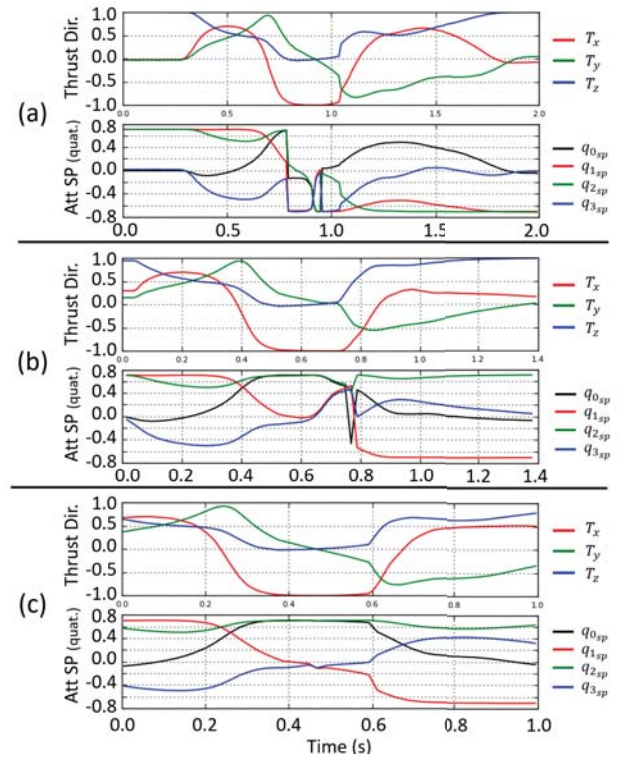 (a)
Thrust Dir.
1.0
0.5
0.0
-0.5
-1.0
0.0
0.5
1.0
1.5
2.0
T_x
T_y
T_z
Att SP (quat.)
0.8
0.4
0.0
-0.4
-0.8
0.0
0.5
1.0
1.5
2.0
q_0sp
q_1sp
q_2sp
q_3sp
(b)
Thrust Dir.
1.0
0.5
0.0
-0.5
-1.0
0.0
0.2
0.4
0.6
0.8
1.0
1.2
1.4
T_x
T_y
T_z
Att SP (quat.)
0.8
0.4
0.0
-0.4
-0.8
0.0
0.2
0.4
0.6
0.8
1.0
1.2
1.4
q_0sp
q_1sp
q_2sp
q_3sp
(c)
Thrust Dir.
1.0
0.5
0.0
-0.5
-1.0
0.0
0.2
0.4
0.6
0.8
1.0
T_x
T_y
T_z
Att SP (quat.)
0.8
0.4
0.0
-0.4
-0.8
0.0
0.2
0.4
0.6
0.8
1.0
q_0sp
q_1sp
q_2sp
q_3sp
Time (s)